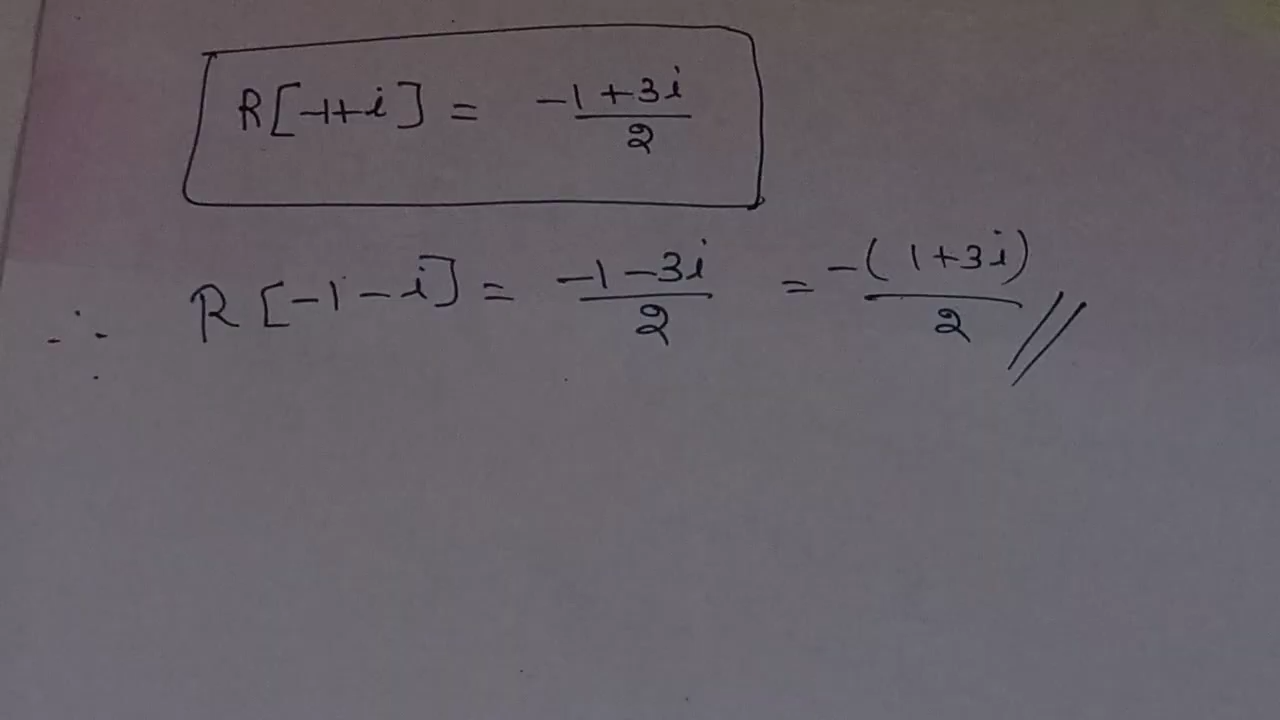 R[-1+i] = (-1+3i)/2
∴ R[-1-i] = (-1-3i)/2 = -(1+3i)/2 //